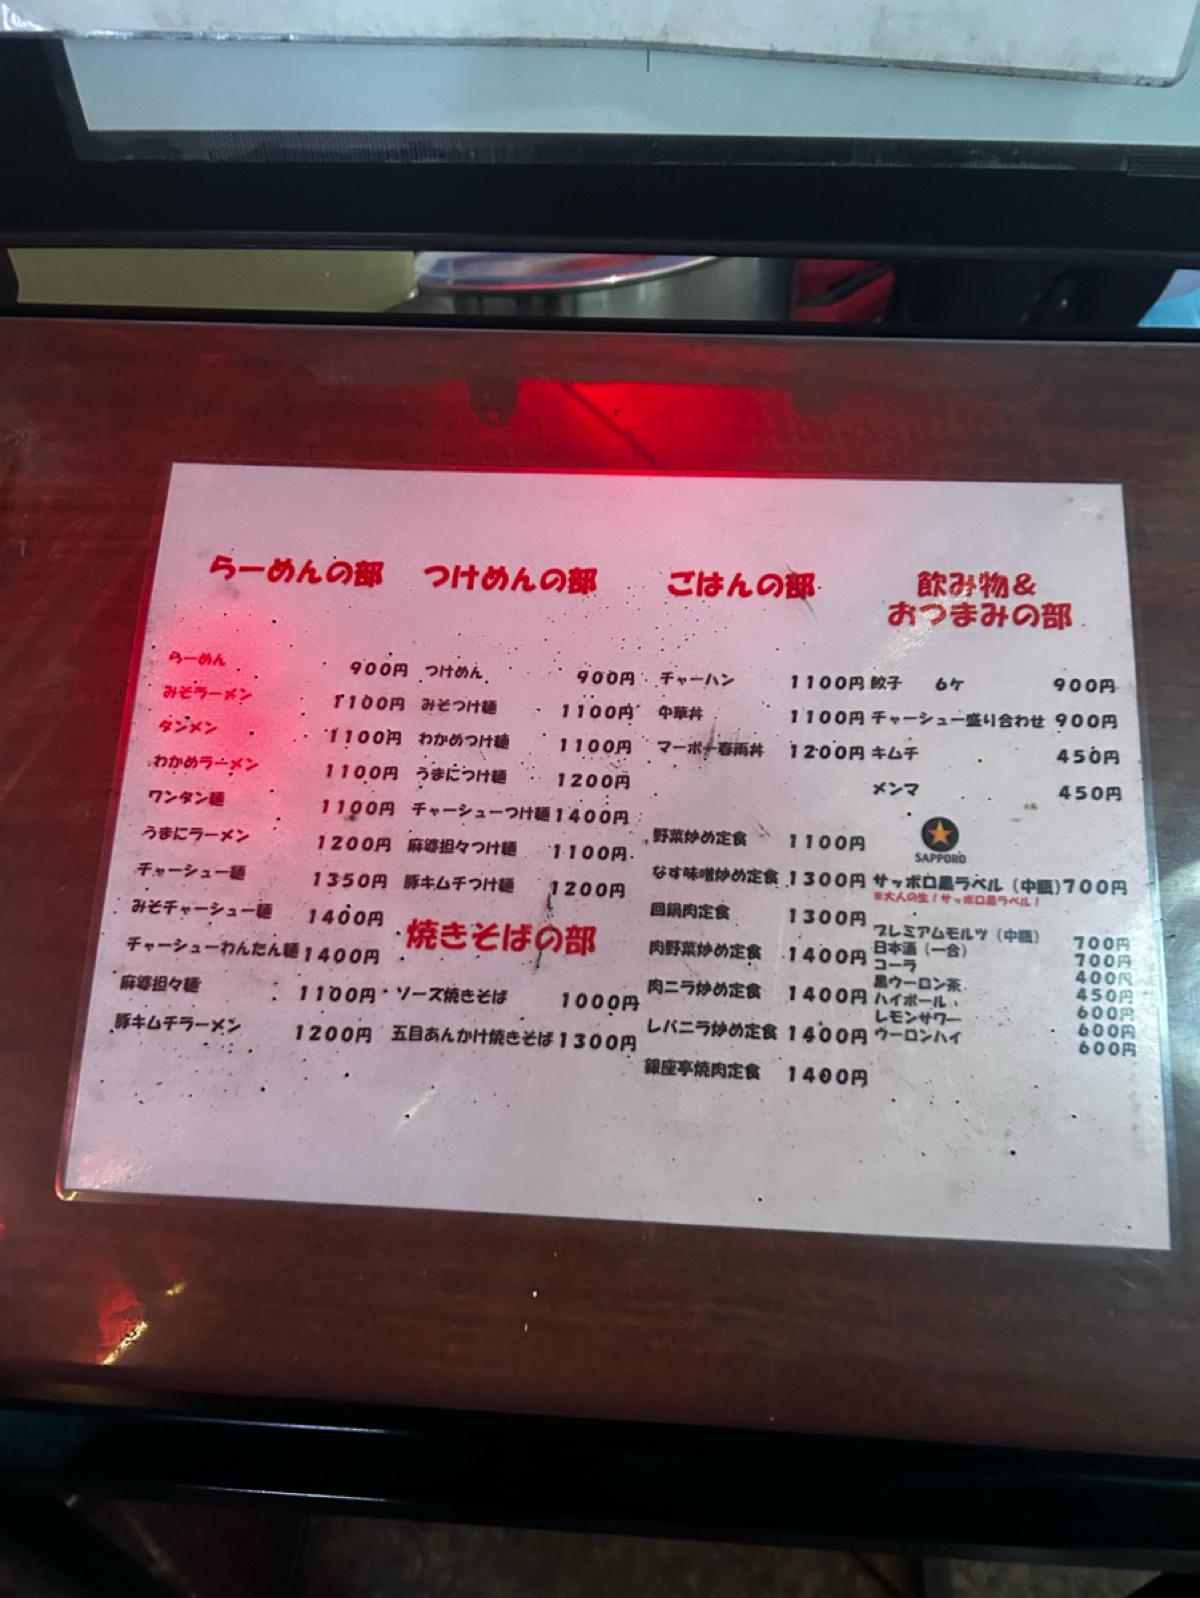 らーめんの部
らーめん 900円
みそラーメン 1100円
タンメン 1100円
わかめラーメン 1100円
ワンタン麺 1100円
うまにラーメン 1200円
チャーシュー麺 1350円
みそチャーシュー麺 1400円
チャーシューわんたん麺 1400円
麻婆担々麺 1100円
豚キムチラーメン 1200円
つけめんの部
つけめん 900円
みそつけ麺 1100円
わかめつけ麺 1100円
うまにつけ麺 1200円
チャーシューつけ麺 1400円
麻婆担々つけ麺 1100円
豚キムチつけ麺 1200円
焼きそばの部
ソース焼きそば 1000円
五目あんかけ焼きそば 1300円
ごはんの部
チャーハン 1100円
中華丼 1100円
マーボー春雨丼 1200円
野菜炒め定食 1100円
なす味噌炒め定食 1300円
回鍋肉定食 1300円
肉野菜炒め定食 1400円
肉ニラ炒め定食 1400円
レバニラ炒め定食 1400円
銀座亭焼肉定食 1400円
飲み物&
おつまみの部
餃子 6ケ 900円
チャーシュー盛り合わせ 900円
キムチ 450円
メンマ 450円
SAPPORO
サッポロ黒ラベル(中瓶) 700円
※大人の生!サッポロ黒ラベル!
プレミアムモルツ(中瓶) 700円
日本酒(一合) 700円
コーラ 400円
黒ウーロン茶 450円
ハイボール 600円
レモンサワー 600円
ウーロンハイ 600円